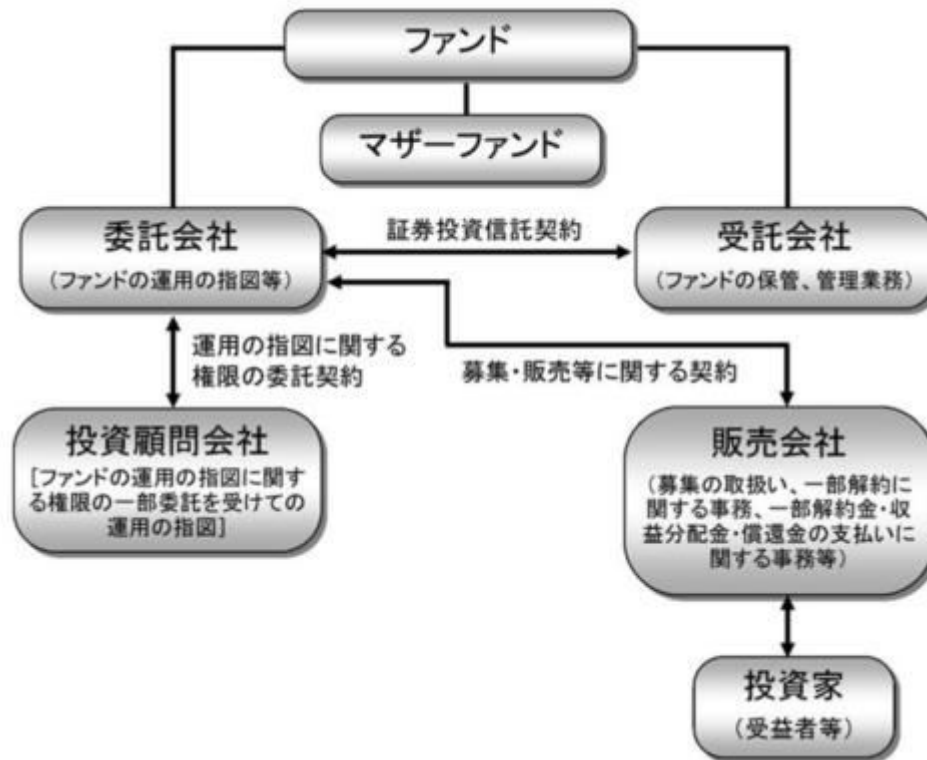 ファンド
マザーファンド
委託会社
(ファンドの運用の指図等)
証券投資信託契約
受託会社
(ファンドの保管、管理業務)
運用の指図に関する
権限の委託契約
募集・販売等に関する契約
投資顧問会社
[ファンドの運用の指図に関す
る権限の一部委託を受けての
運用の指図]
販売会社
(募集の取扱い、一部解約に
関する事務、一部解約金・収
益分配金・償還金の支払いに
関する事務等)
投資家
(受益者等)